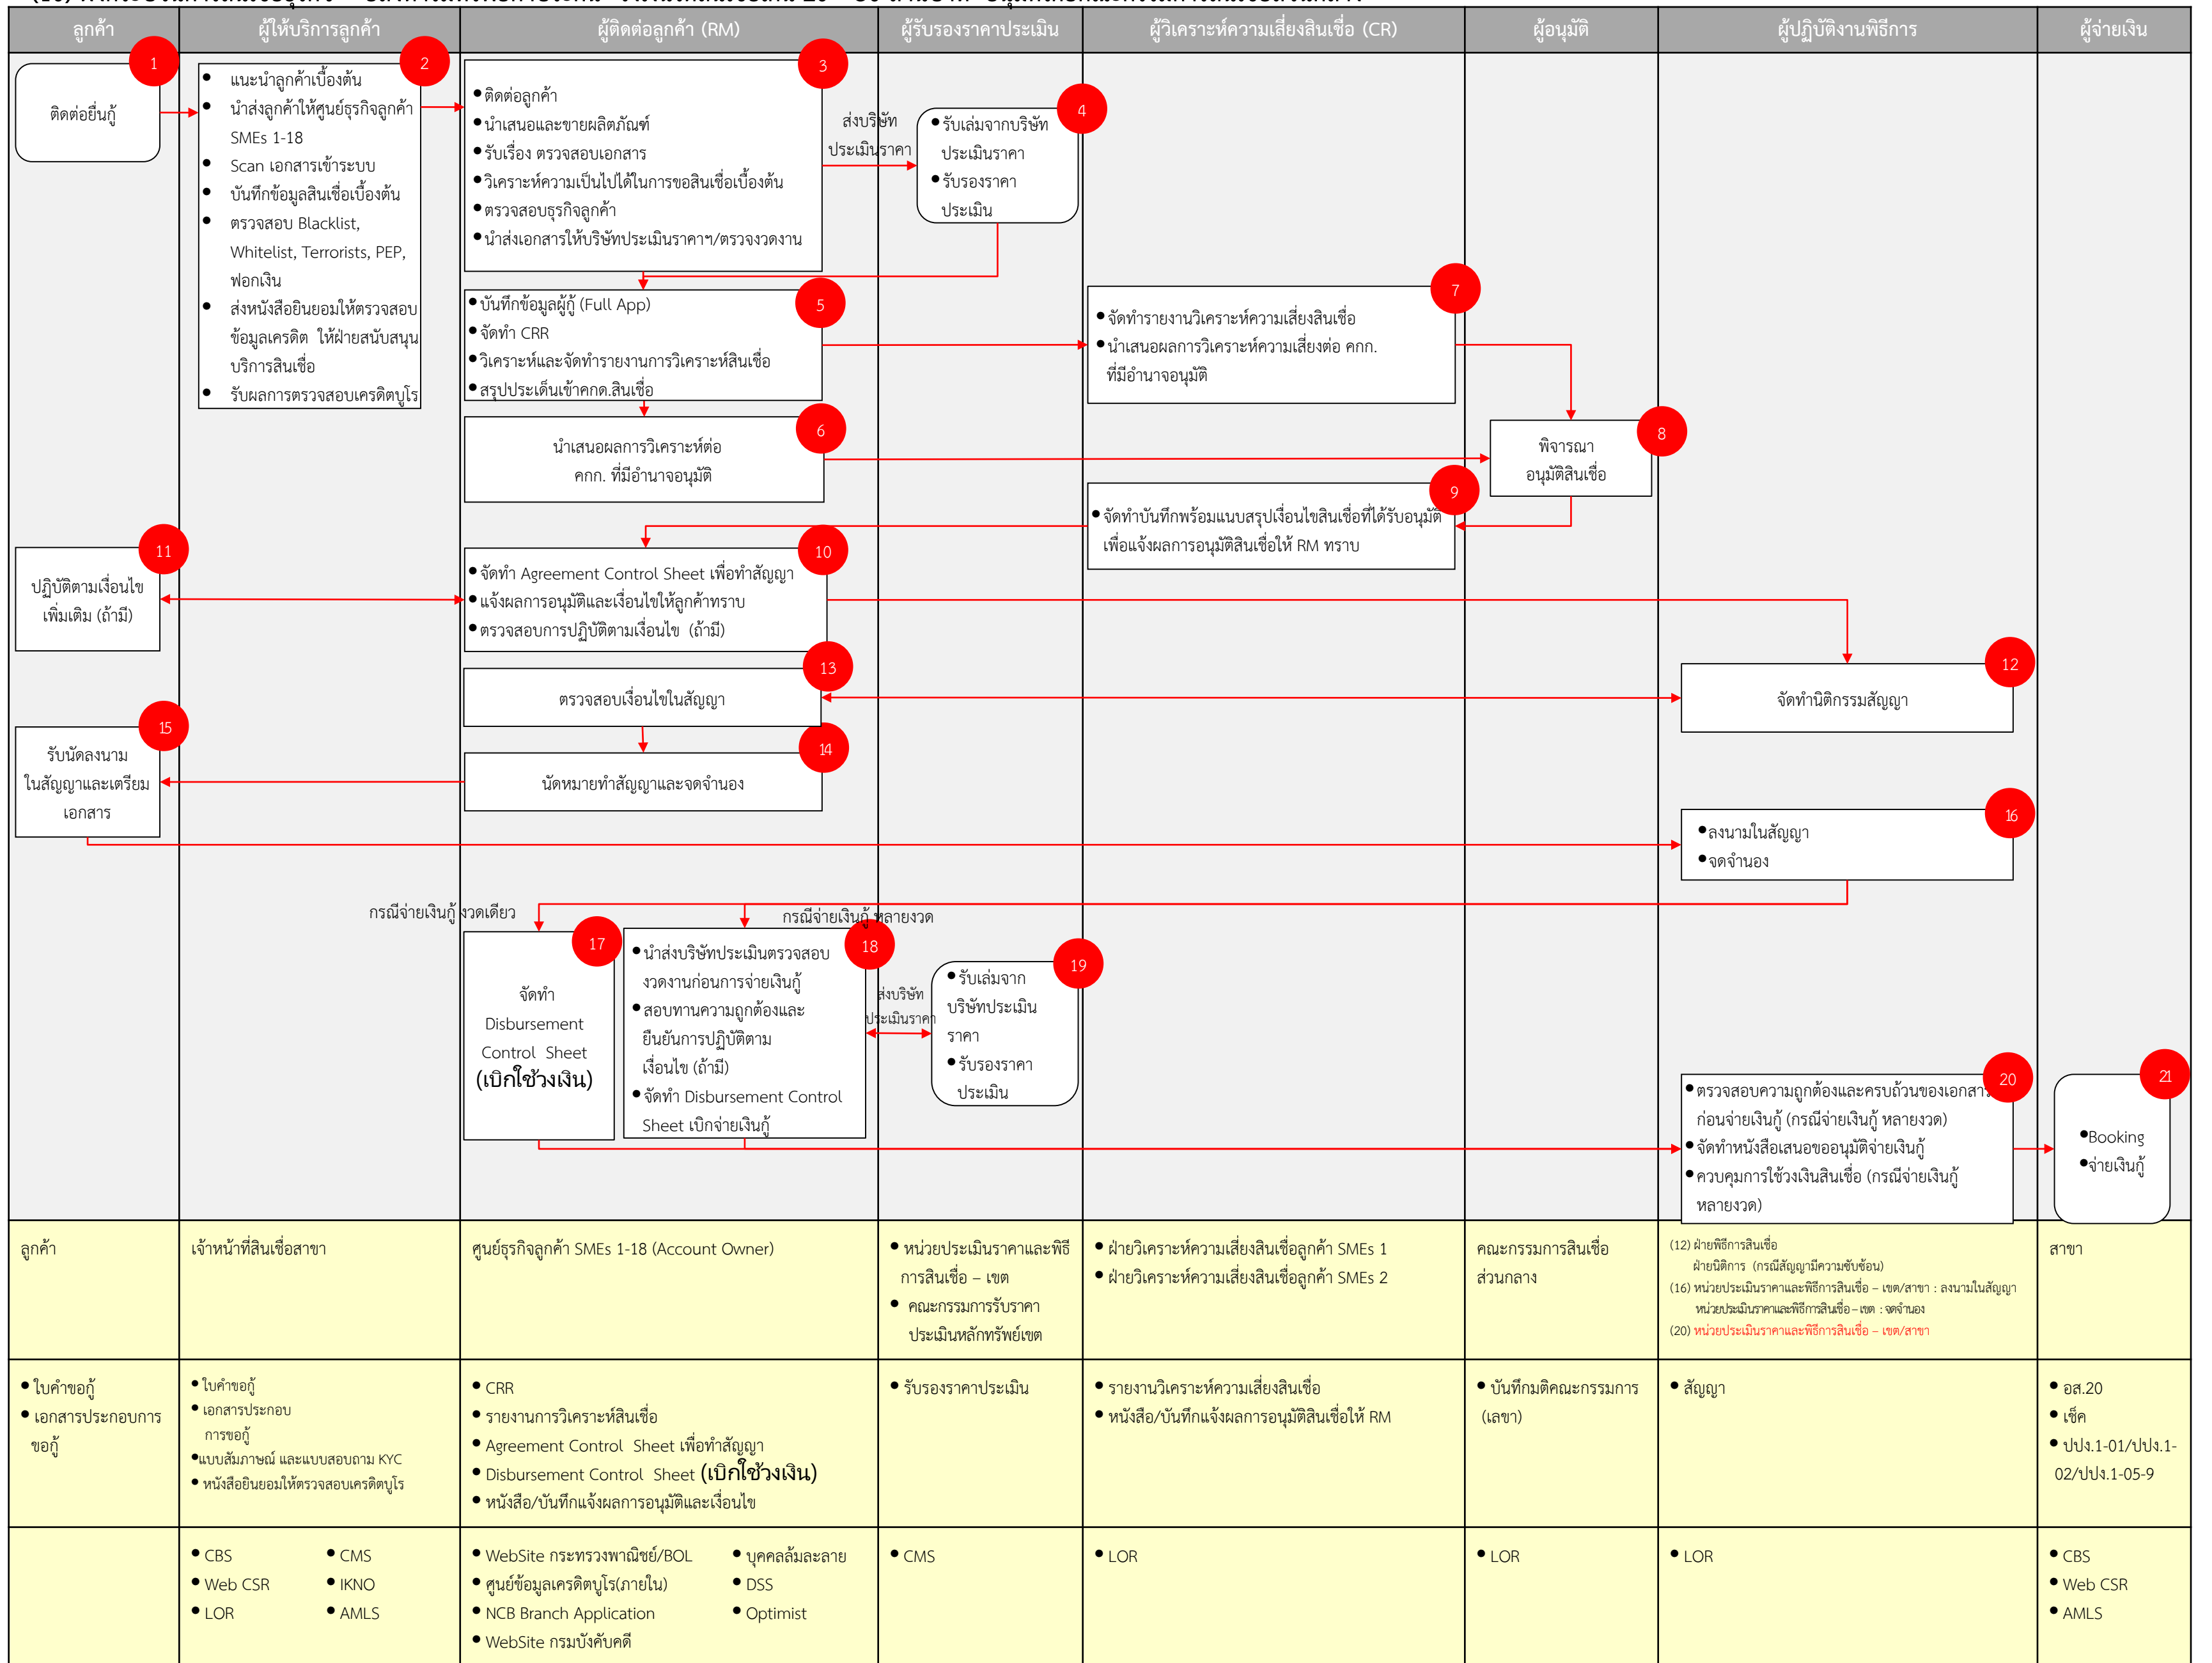 ลูกค้า
ผู้ให้บริการลูกค้า
ผู้ติดต่อลูกค้า (RM)
ผู้รับรองราคาประเมิน
ผู้วิเคราะห์ความเสี่ยงสินเชื่อ (CR)
ผู้อนุมัติ
ผู้ปฏิบัติงานพิธีการ
ผู้จ่ายเงิน
1
ติดต่อยื่นกู้
2
● แนะนำลูกค้าเบื้องต้น
● นำส่งลูกค้าให้ศูนย์ธุรกิจลูกค้า
SMEs 1-18
● Scan เอกสารเข้าระบบ
● บันทึกข้อมูลสินเชื่อเบื้องต้น
● ตรวจสอบ Blacklist,
Whitelist, Terrorists, PEP,
ฟอกเงิน
● ส่งหนังสือยินยอมให้ตรวจสอบ
ข้อมูลเครดิต ให้ฝ่ายสนับสนุน
บริการสินเชื่อ
● รับผลการตรวจสอบเครดิตบูโร
3
● ติดต่อลูกค้า
● นำเสนอและขายผลิตภัณฑ์
● รับเรื่อง ตรวจสอบเอกสาร
● วิเคราะห์ความเป็นไปได้ในการขอสินเชื่อเบื้องต้น
● ตรวจสอบธุรกิจลูกค้า
● นำส่งเอกสารให้บริษัทประเมินราคาฯ/ตรวจงวดงาน
ส่งบริษัท
ประเมินราคา
4
● รับเล่มจากบริษัท
ประเมินราคา
● รับรองราคา
ประเมิน
5
● บันทึกข้อมูลผู้กู้ (Full App)
● จัดทำ CRR
● วิเคราะห์และจัดทำรายงานการวิเคราะห์สินเชื่อ
● สรุปประเด็นเข้าคกด.สินเชื่อ
6
นำเสนอผลการวิเคราะห์ต่อ
คกก. ที่มีอำนาจอนุมัติ
7
● จัดทำรายงานวิเคราะห์ความเสี่ยงสินเชื่อ
● นำเสนอผลการวิเคราะห์ความเสี่ยงต่อ คกก.
ที่มีอำนาจอนุมัติ
8
พิจารณา
อนุมัติสินเชื่อ
9
● จัดทำบันทึกพร้อมแนบสรุปเงื่อนไขสินเชื่อที่ได้รับอนุมัติ
เพื่อแจ้งผลการอนุมัติสินเชื่อให้ RM ทราบ
10
● จัดทำ Agreement Control Sheet เพื่อทำสัญญา
● แจ้งผลการอนุมัติและเงื่อนไขให้ลูกค้าทราบ
● ตรวจสอบการปฏิบัติตามเงื่อนไข (ถ้ามี)
11
ปฏิบัติตามเงื่อนไข
เพิ่มเติม (ถ้ามี)
12
จัดทำนิติกรรมสัญญา
13
ตรวจสอบเงื่อนไขในสัญญา
14
นัดหมายทำสัญญาและจดจำนอง
15
รับนัดลงนาม
ในสัญญาและเตรียม
เอกสาร
16
● ลงนามในสัญญา
● จดจำนอง
กรณีจ่ายเงินกู้ งวดเดียว
กรณีจ่ายเงินกู้ หลายงวด
17
จัดทำ
Disbursement
Control Sheet
(เบิกใช้วงเงิน)
18
● นำส่งบริษัทประเมินตรวจสอบ
งวดงานก่อนการจ่ายเงินกู้
● สอบทานความถูกต้องและ
ยืนยันการปฏิบัติตาม
เงื่อนไข (ถ้ามี)
● จัดทำ Disbursement Control
Sheet เบิกจ่ายเงินกู้
ส่งบริษัท
ประเมินราคา
19
● รับเล่มจาก
บริษัทประเมิน
ราคา
● รับรองราคา
ประเมิน
20
● ตรวจสอบความถูกต้องและครบถ้วนของเอกสาร
ก่อนจ่ายเงินกู้ (กรณีจ่ายเงินกู้ หลายงวด)
● จัดทำหนังสือเสนอขออนุมัติจ่ายเงินกู้
● ควบคุมการใช้วงเงินสินเชื่อ (กรณีจ่ายเงินกู้
หลายงวด)
21
●Booking
●จ่ายเงินกู้
ลูกค้า
เจ้าหน้าที่สินเชื่อสาขา
ศูนย์ธุรกิจลูกค้า SMEs 1-18 (Account Owner)
● หน่วยประเมินราคาและพิธี
การสินเชื่อ – เขต
● คณะกรรมการรับราคา
ประเมินหลักทรัพย์เขต
● ฝ่ายวิเคราะห์ความเสี่ยงสินเชื่อลูกค้า SMEs 1
● ฝ่ายวิเคราะห์ความเสี่ยงสินเชื่อลูกค้า SMEs 2
คณะกรรมการสินเชื่อ
ส่วนกลาง
(12) ฝ่ายพิธีการสินเชื่อ
ฝ่ายนิติการ (กรณีสัญญามีความซับซ้อน)
(16) หน่วยประเมินราคาและพิธีการสินเชื่อ – เขต/สาขา : ลงนามในสัญญา
หน่วยประเมินราคาและพิธีการสินเชื่อ – เขต : จดจำนอง
(20) หน่วยประเมินราคาและพิธีการสินเชื่อ – เขต/สาขา
สาขา
● ใบคำขอกู้
● เอกสารประกอบการ
ขอกู้
● ใบคำขอกู้
● เอกสารประกอบ
การขอกู้
●แบบสัมภาษณ์ และแบบสอบถาม KYC
● หนังสือยินยอมให้ตรวจสอบเครดิตบูโร
● CRR
● รายงานการวิเคราะห์สินเชื่อ
● Agreement Control Sheet เพื่อทำสัญญา
● Disbursement Control Sheet (เบิกใช้วงเงิน)
● หนังสือ/บันทึกแจ้งผลการอนุมัติและเงื่อนไข
● รับรองราคาประเมิน
● รายงานวิเคราะห์ความเสี่ยงสินเชื่อ
● หนังสือ/บันทึกแจ้งผลการอนุมัติสินเชื่อให้ RM
● บันทึกมติคณะกรรมการ
(เลขา)
● สัญญา
● อส.20
● เช็ค
● ปปง.1-01/ปปง.1-
02/ปปง.1-05-9
● CBS
● Web CSR
● LOR
● CMS
● IKNO
● AMLS
● WebSite กระทรวงพาณิชย์/BOL
● ศูนย์ข้อมูลเครดิตบูโร(ภายใน)
● NCB Branch Application
● WebSite กรมบังคับคดี
● บุคคลล้มละลาย
● DSS
● Optimist
● CMS
● LOR
● LOR
● LOR
● CBS
● Web CSR
● AMLS